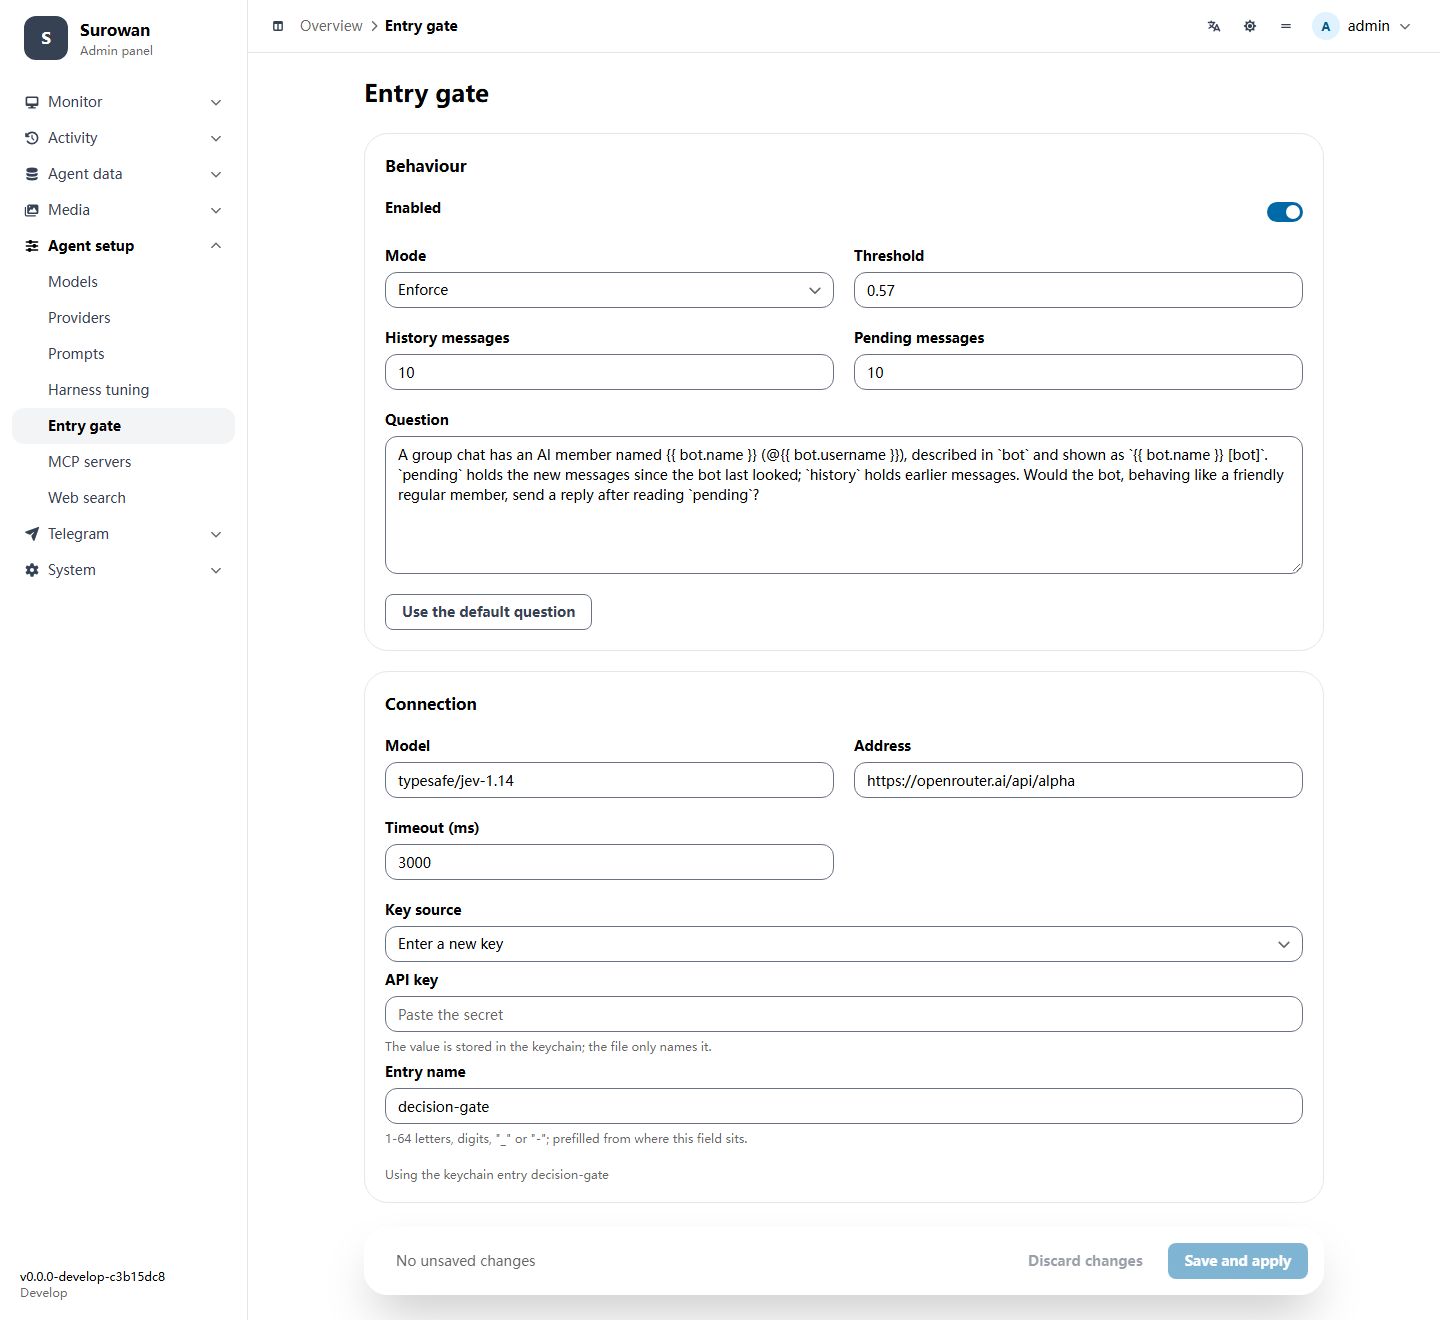 S
Surowan
Admin panel
Monitor
Activity
Agent data
Media
Agent setup
Models
Providers
Prompts
Harness tuning
Entry gate
MCP servers
Web search
Telegram
System
v0.0.0-develop-c3b15dc8
Develop
Overview > Entry gate
A admin
Entry gate
Behaviour
Enabled
Mode
Enforce
Threshold
0.57
History messages
10
Pending messages
10
Question
A group chat has an AI member named {{ bot.name }} (@{{ bot.username }}), described in `bot` and shown as `{{ bot.name }} [bot]`.
`pending` holds the new messages since the bot last looked; `history` holds earlier messages. Would the bot, behaving like a friendly
regular member, send a reply after reading `pending`?
Use the default question
Connection
Model
typesafe/jev-1.14
Address
https://openrouter.ai/api/alpha
Timeout (ms)
3000
Key source
Enter a new key
API key
Paste the secret
The value is stored in the keychain; the file only names it.
Entry name
decision-gate
1-64 letters, digits, "_" or "-"; prefilled from where this field sits.
Using the keychain entry decision-gate
No unsaved changes
Discard changes
Save and apply